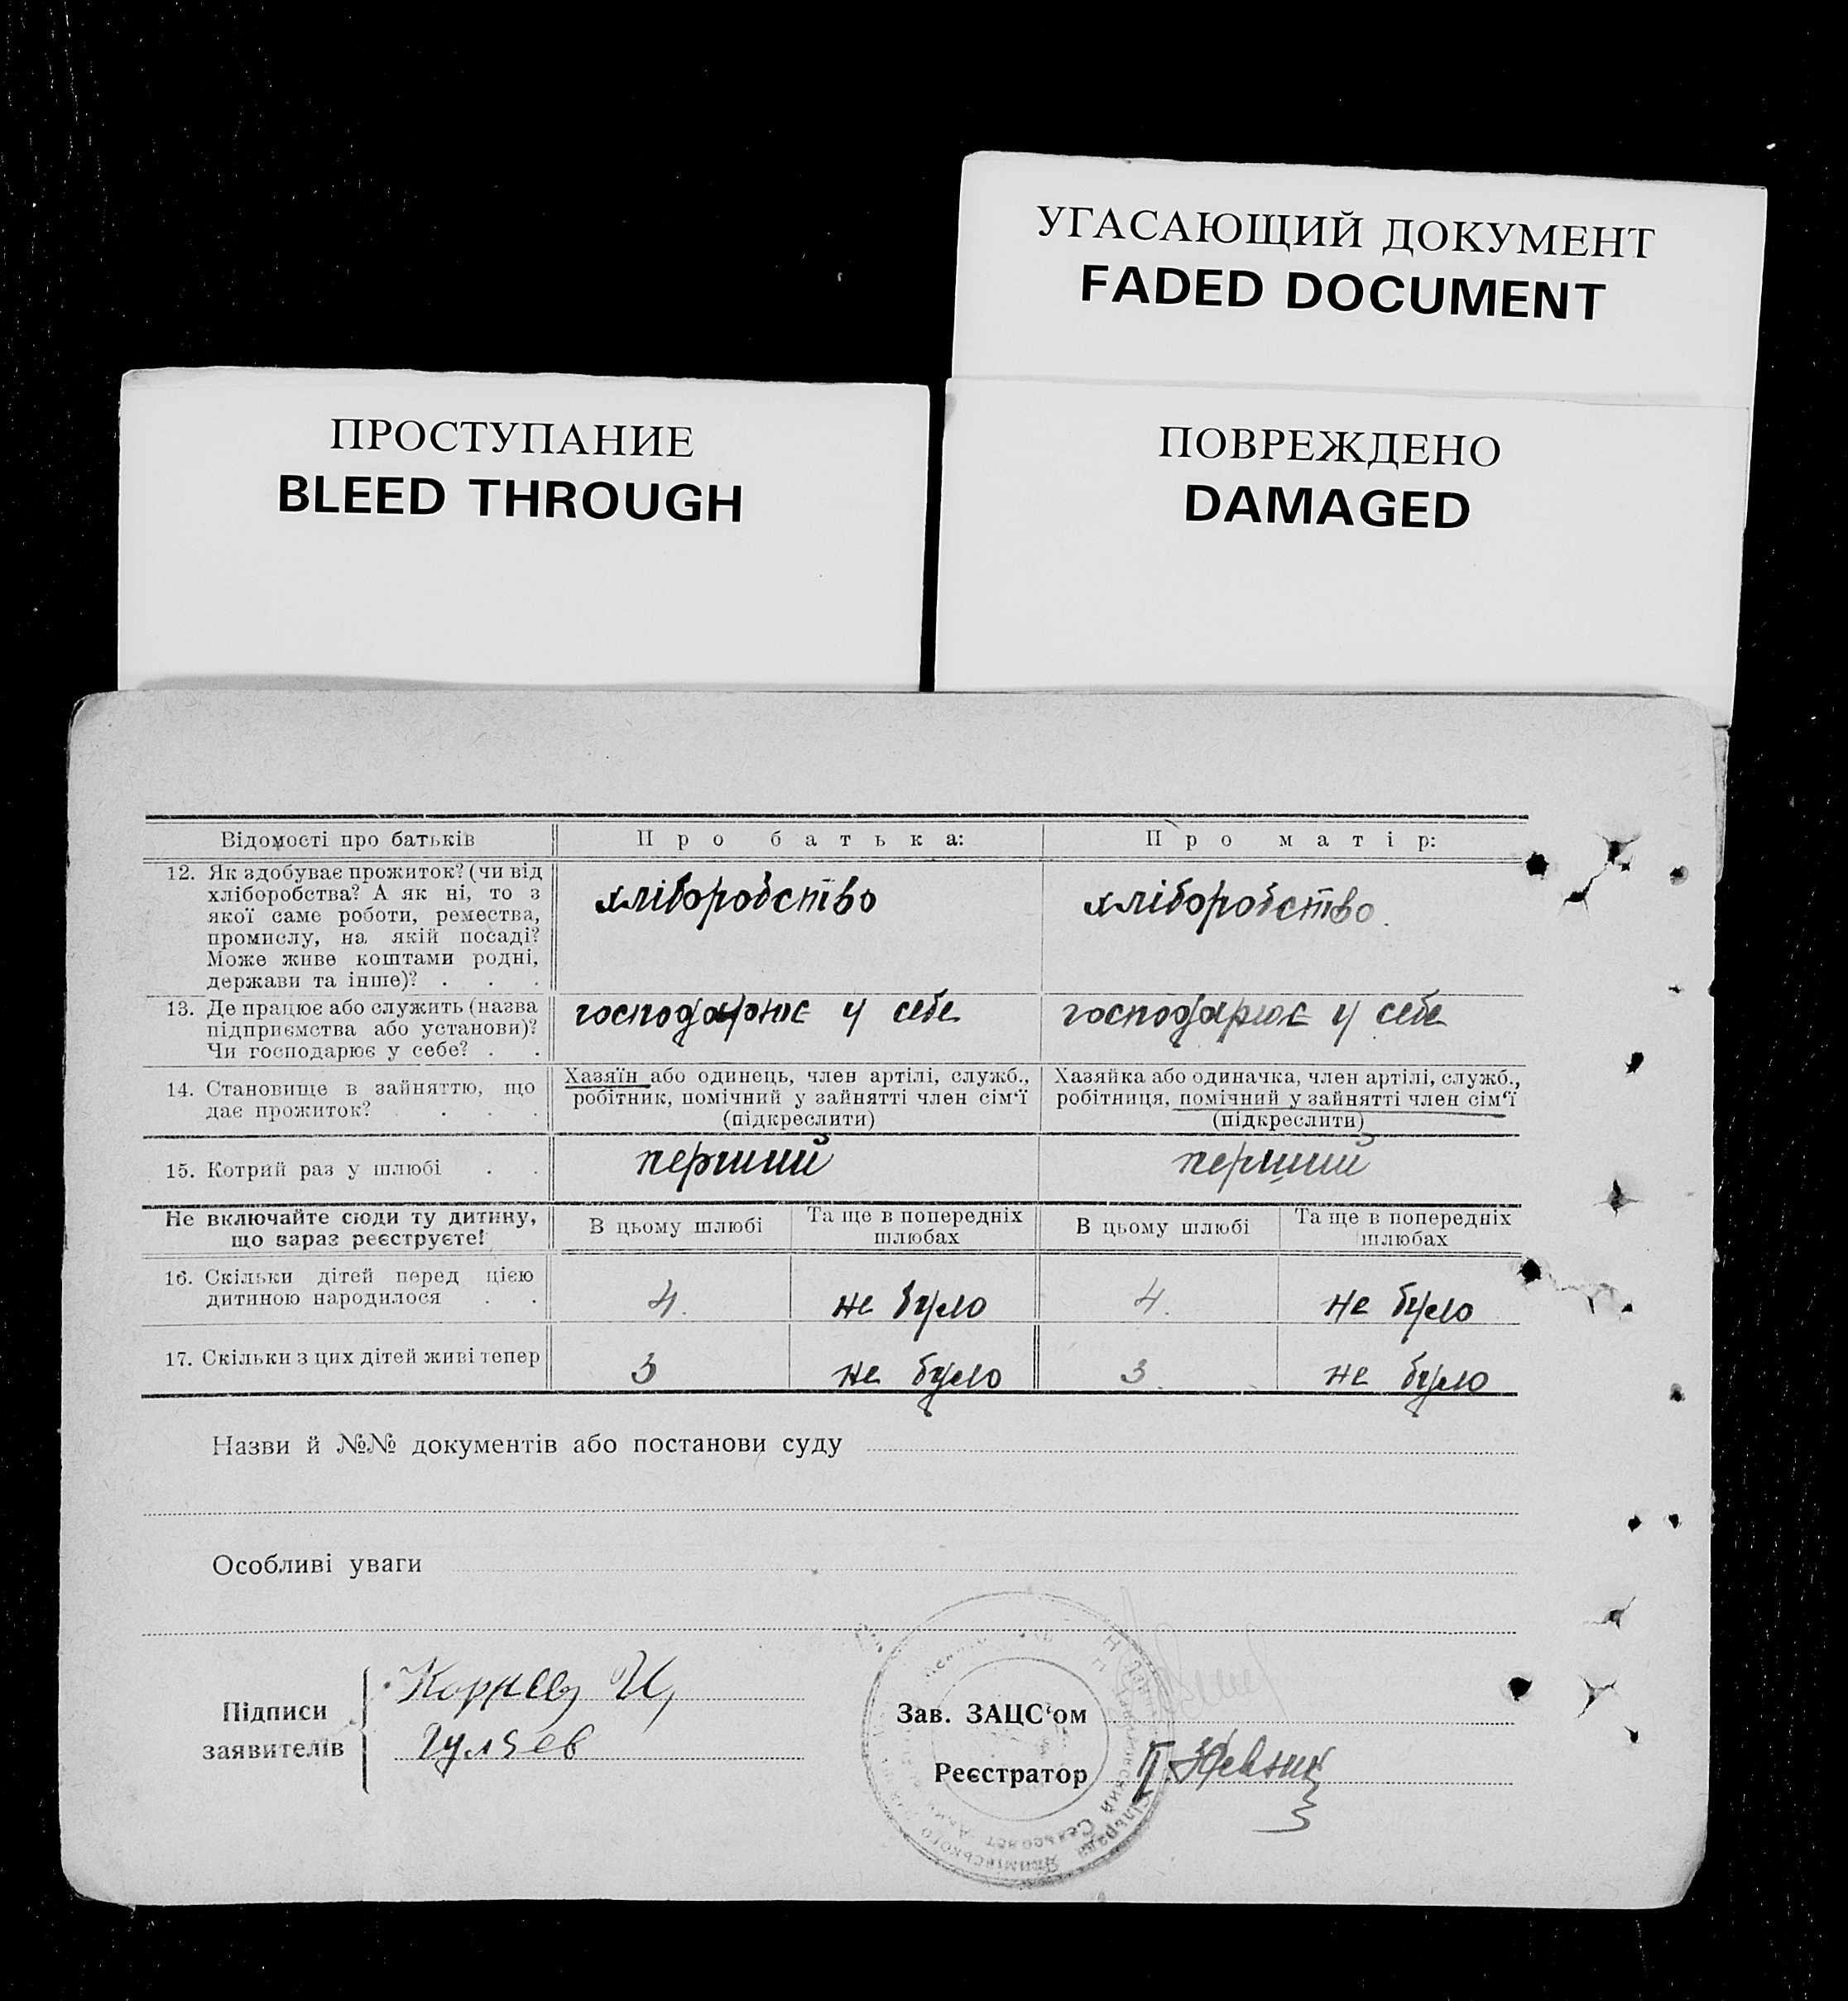 УГАСАЮЩИЙ ДОКУМЕНТ
FADED DOCUMENT
ПРОСТУПАНИЕ
BLEED THROUGH
ПОВРЕЖДЕНО
DAMAGED
Відомості про батьків
Про батька:
Про матір:
12. Як здобуває прожиток? (чи від
хліборобства? А як ні, то з
якої саме роботи, ремества,
промислу, на якій посаді?
Може живе коштами родні,
держави та інше)? . . .
хліборобство
хліборобство.
13. Де працює або служить (назва
підприємства або установи)?
Чи господарює у себе? . .
господарює у себе
господарює у себе
14. Становище в зайняттю, що
дає прожиток? . . . .
Хазяїн або одинець, член артілі, служб.,
робітник, помічний у зайнятті член сім'ї
(підкреслити)
Хазяйка або одиначка, член артілі, служб.,
робітниця, помічний у зайнятті член сім'ї
(підкреслити)
15. Котрий раз у шлюбі . .
перший
перший
Не включайте сюди ту дитину,
що зараз реєструєте!
В цьому шлюбі
Та ще в попередніх
шлюбах
В цьому шлюбі
Та ще в попередніх
шлюбах
16. Скільки дітей перед цією
дитиною народилося . .
4.
не було
4.
не було
17. Скільки з цих дітей живі тепер
3
не було
3
не було
Назви й №№ документів або постанови суду
Особливі уваги
Підписи
заявителів
Гуляев
Зав. ЗАЦС'ом
Реєстратор